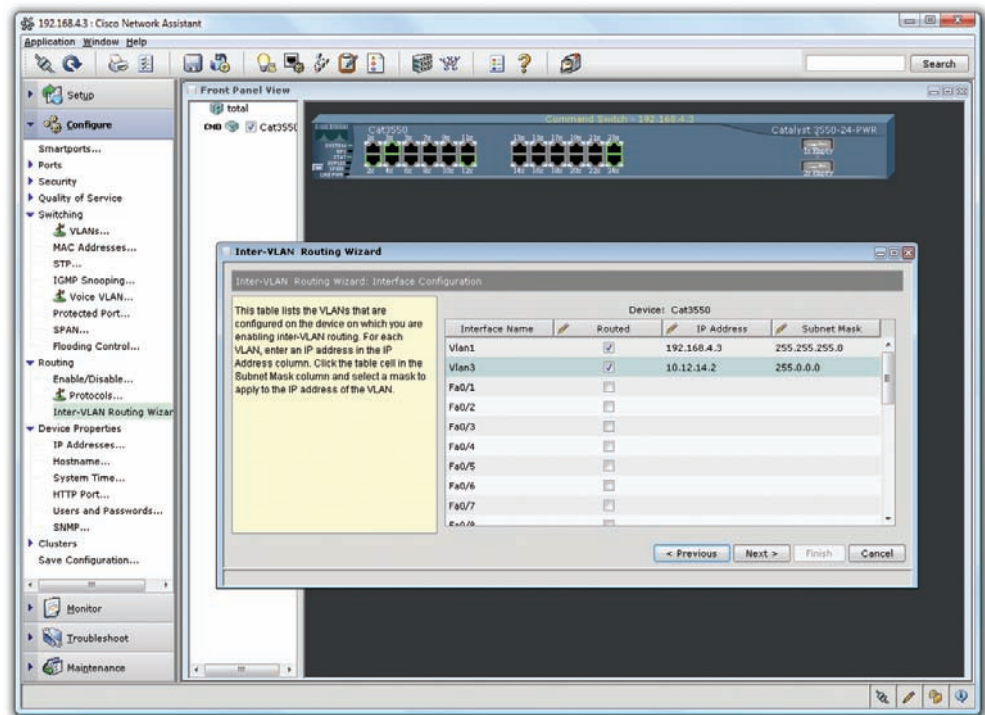 192.168.4.3 : Cisco Network Assistant
Application Window Help
Search
Setup
Configure
Smartports...
Ports
Security
Quality of Service
Switching
VLANs...
MAC Addresses...
STP...
IGMP Snooping...
Voice VLAN...
Protected Port...
SPAN...
Flooding Control...
Routing
Enable/Disable...
Protocols...
Inter-VLAN Routing Wizar
Device Properties
IP Addresses...
Hostname...
System Time...
HTTP Port...
Users and Passwords...
SNMP...
Clusters
Save Configuration...
Monitor
Troubleshoot
Maintenance
Front Panel View
total
CMD Cat355(
Command Switch - 192.168.4.3
Cat3550
Catalyst 3550-24-PWR
Inter-VLAN Routing Wizard
Inter-VLAN Routing Wizard: Interface Configuration
This table lists the VLANs that are
configured on the device on which you are
enabling inter-VLAN routing. For each
VLAN, enter an IP address in the IP
Address column. Click the table cell in the
Subnet Mask column and select a mask to
apply to the IP address of the VLAN.
Device: Cat3550
Interface Name Routed IP Address Subnet Mask
Vlan1 192.168.4.3 255.255.255.0
Vlan3 10.12.14.2 255.0.0.0
Fa0/1
Fa0/2
Fa0/3
Fa0/4
Fa0/5
Fa0/6
Fa0/7
< Previous Next > Finish Cancel